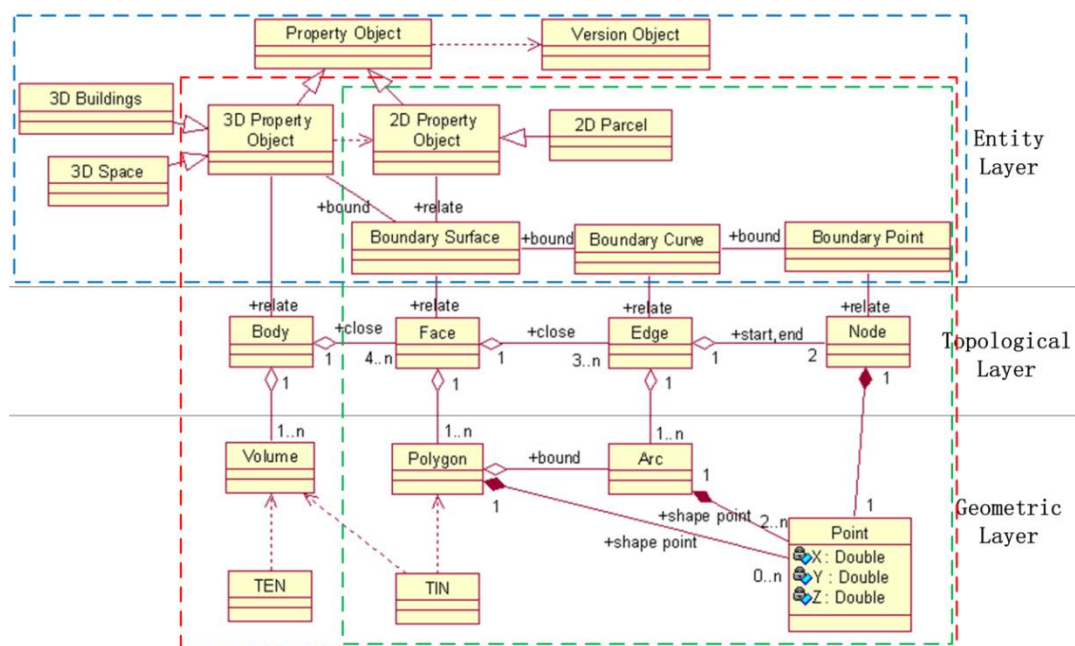 Property Object
Version Object
3D Buildings
3D Property
Object
2D Property
Object
2D Parcel
3D Space
Entity
Layer
+bound
+relate
Boundary Surface
+bound
Boundary Curve
+bound
Boundary Point
+relate
+relate
+relate
+relate
Body
+close
Face
+close
Edge
+start,end
Node
Topological
Layer
1
4..n
1
3..n
1
2
1
1
1
1
1..n
1..n
1..n
Volume
Polygon
+bound
Arc
1
1
+shape point
2..n
1
+shape point
Geometric
Layer
Point
0..n
X : Double
Y : Double
Z : Double
TEN
TIN